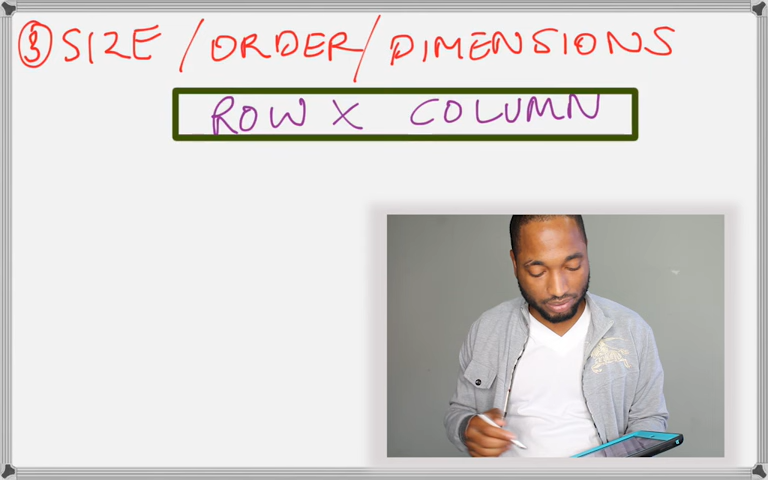 ③ SIZE / ORDER / DIMENSIONS
ROW X COLUMN